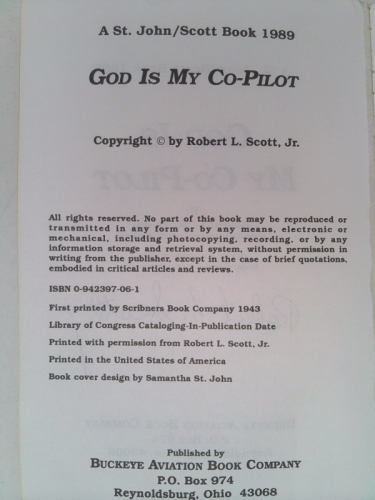 A St. John/Scott Book 1989
GOD IS MY CO-PILOT
Copyright © by Robert L. Scott, Jr.
All rights reserved. No part of this book may be reproduced or
transmitted in any form or by any means, electronic or
mechanical, including photocopying, recording, or by any
information storage and retrieval system, without permission in
writing from the publisher, except in the case of brief quotations,
embodied in critical articles and reviews.
ISBN 0-942397-06-1
First printed by Scribners Book Company 1943
Library of Congress Cataloging-In-Publication Date
Printed with permission from Robert L. Scott, Jr.
Printed in the United States of America
Book cover design by Samantha St. John
Published by
BUCKEYE AVIATION BOOK COMPANY
P.O. Box 974
Reynoldsburg, Ohio 43068